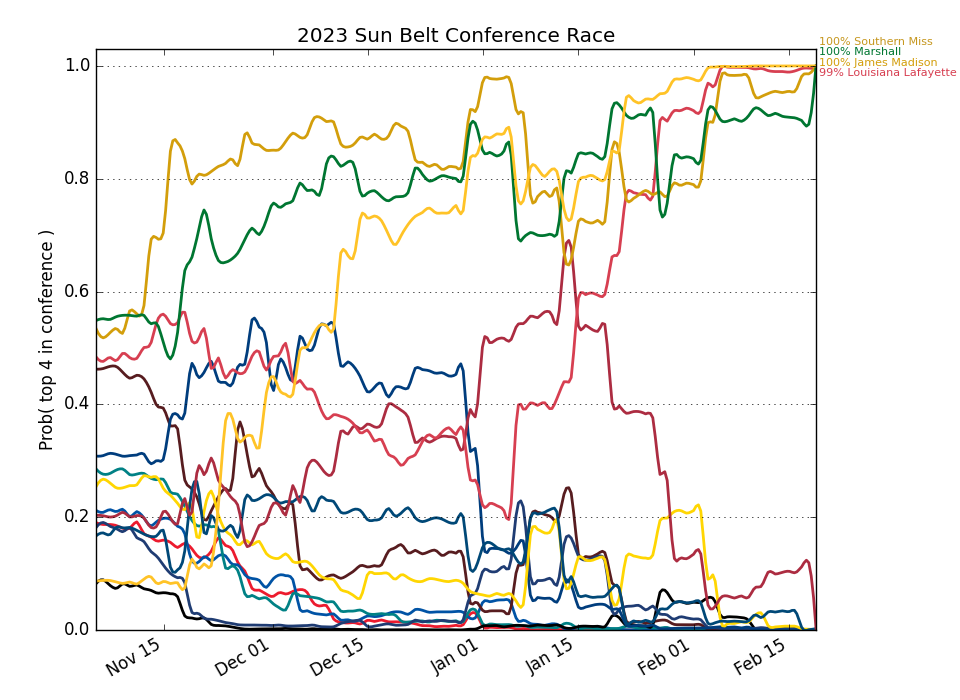 2023 Sun Belt Conference Race
100% Southern Miss
100% Marshall
100% James Madison
99% Louisiana Lafayette
Prob( top 4 in conference )
1.0
0.8
0.6
0.4
0.2
0.0
Nov 15
Dec 01
Dec 15
Jan 01
Jan 15
Feb 01
Feb 15